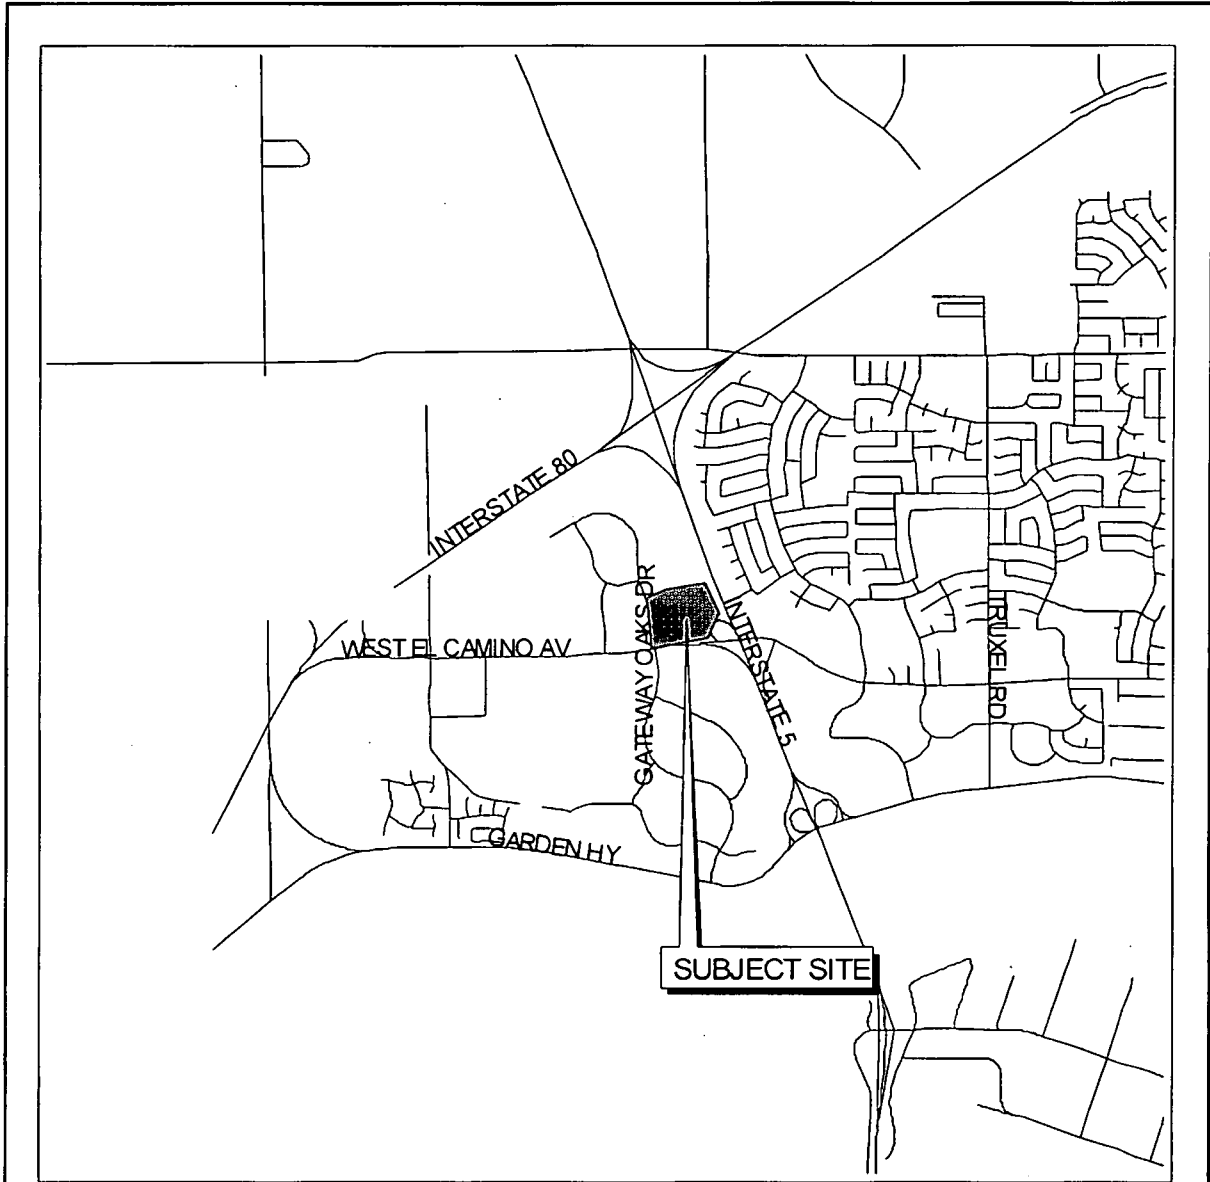 INTERSTATE 80
GATEWAY OAKS DR
INTERSTATE 5
TRUXEL RD
WEST EL CAMINO AV
GARDEN HY
SUBJECT SITE